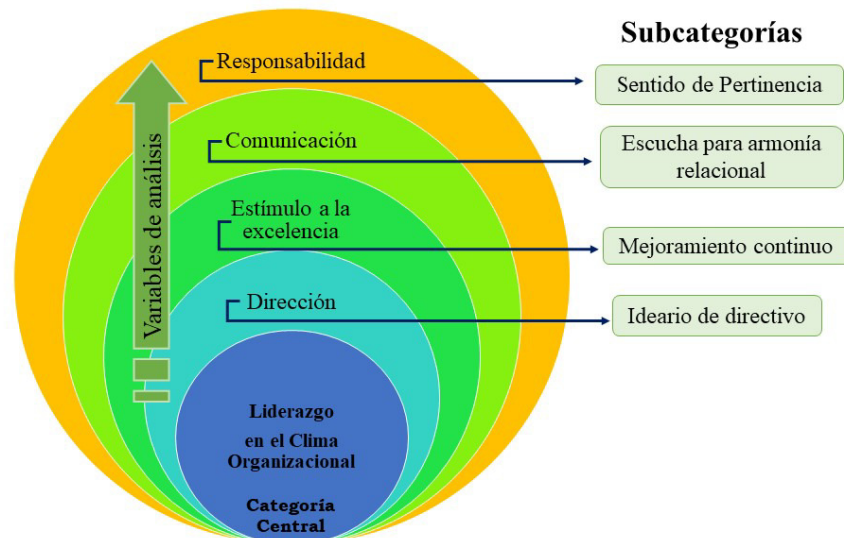 Subcategorías
Responsabilidad
Sentido de Pertinencia
Comunicación
Escucha para armonía
relacional
Estímulo a la
excelencia
Mejoramiento continuo
Dirección
Ideario de directivo
Variables de análisis
Liderazgo
en el Clima
Organizacional
Categoría
Central